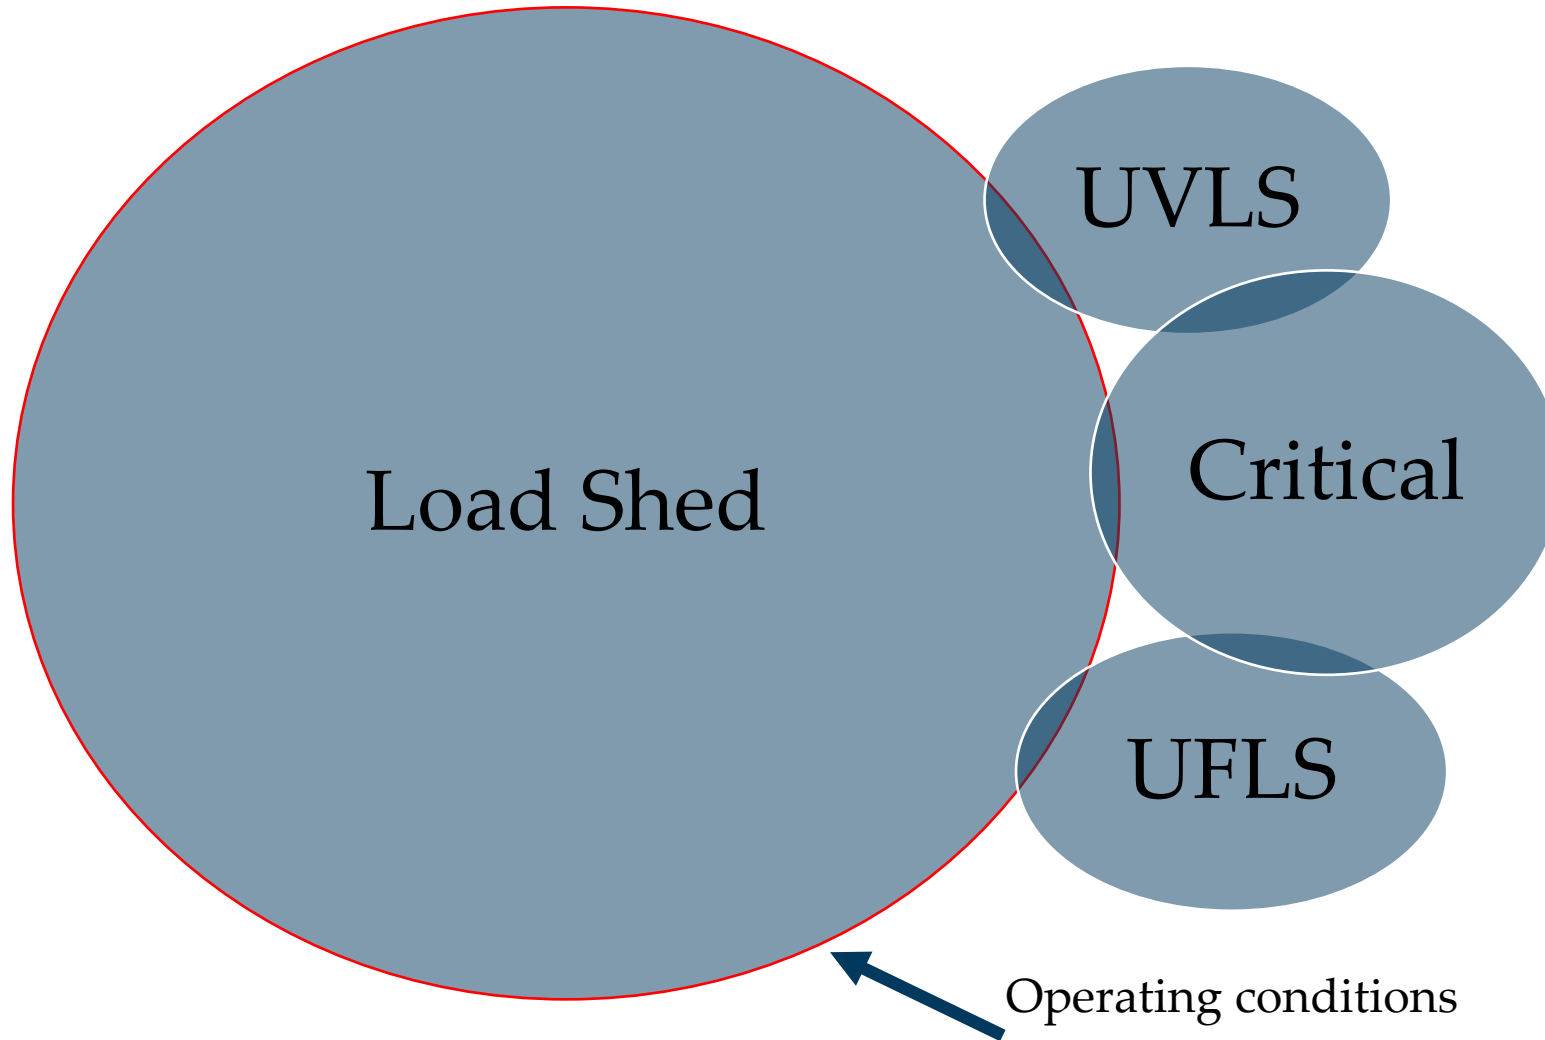 UVLS
Critical
Load Shed
UFLS
Operating conditions